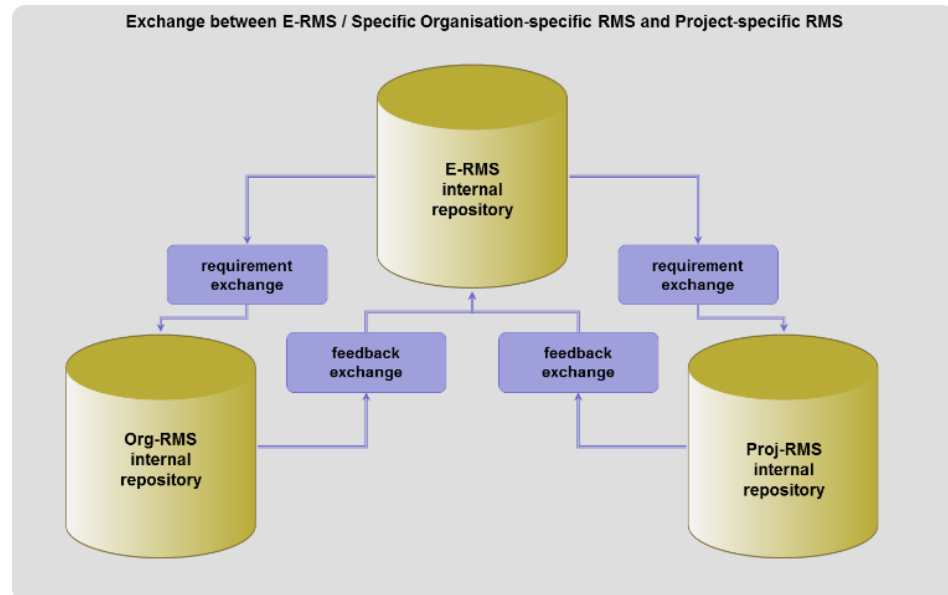 Exchange between E-RMS / Specific Organisation-specific RMS and Project-specific RMS
E-RMS
internal
repository
requirement
exchange
requirement
exchange
feedback
exchange
feedback
exchange
Org-RMS
internal
repository
Proj-RMS
internal
repository